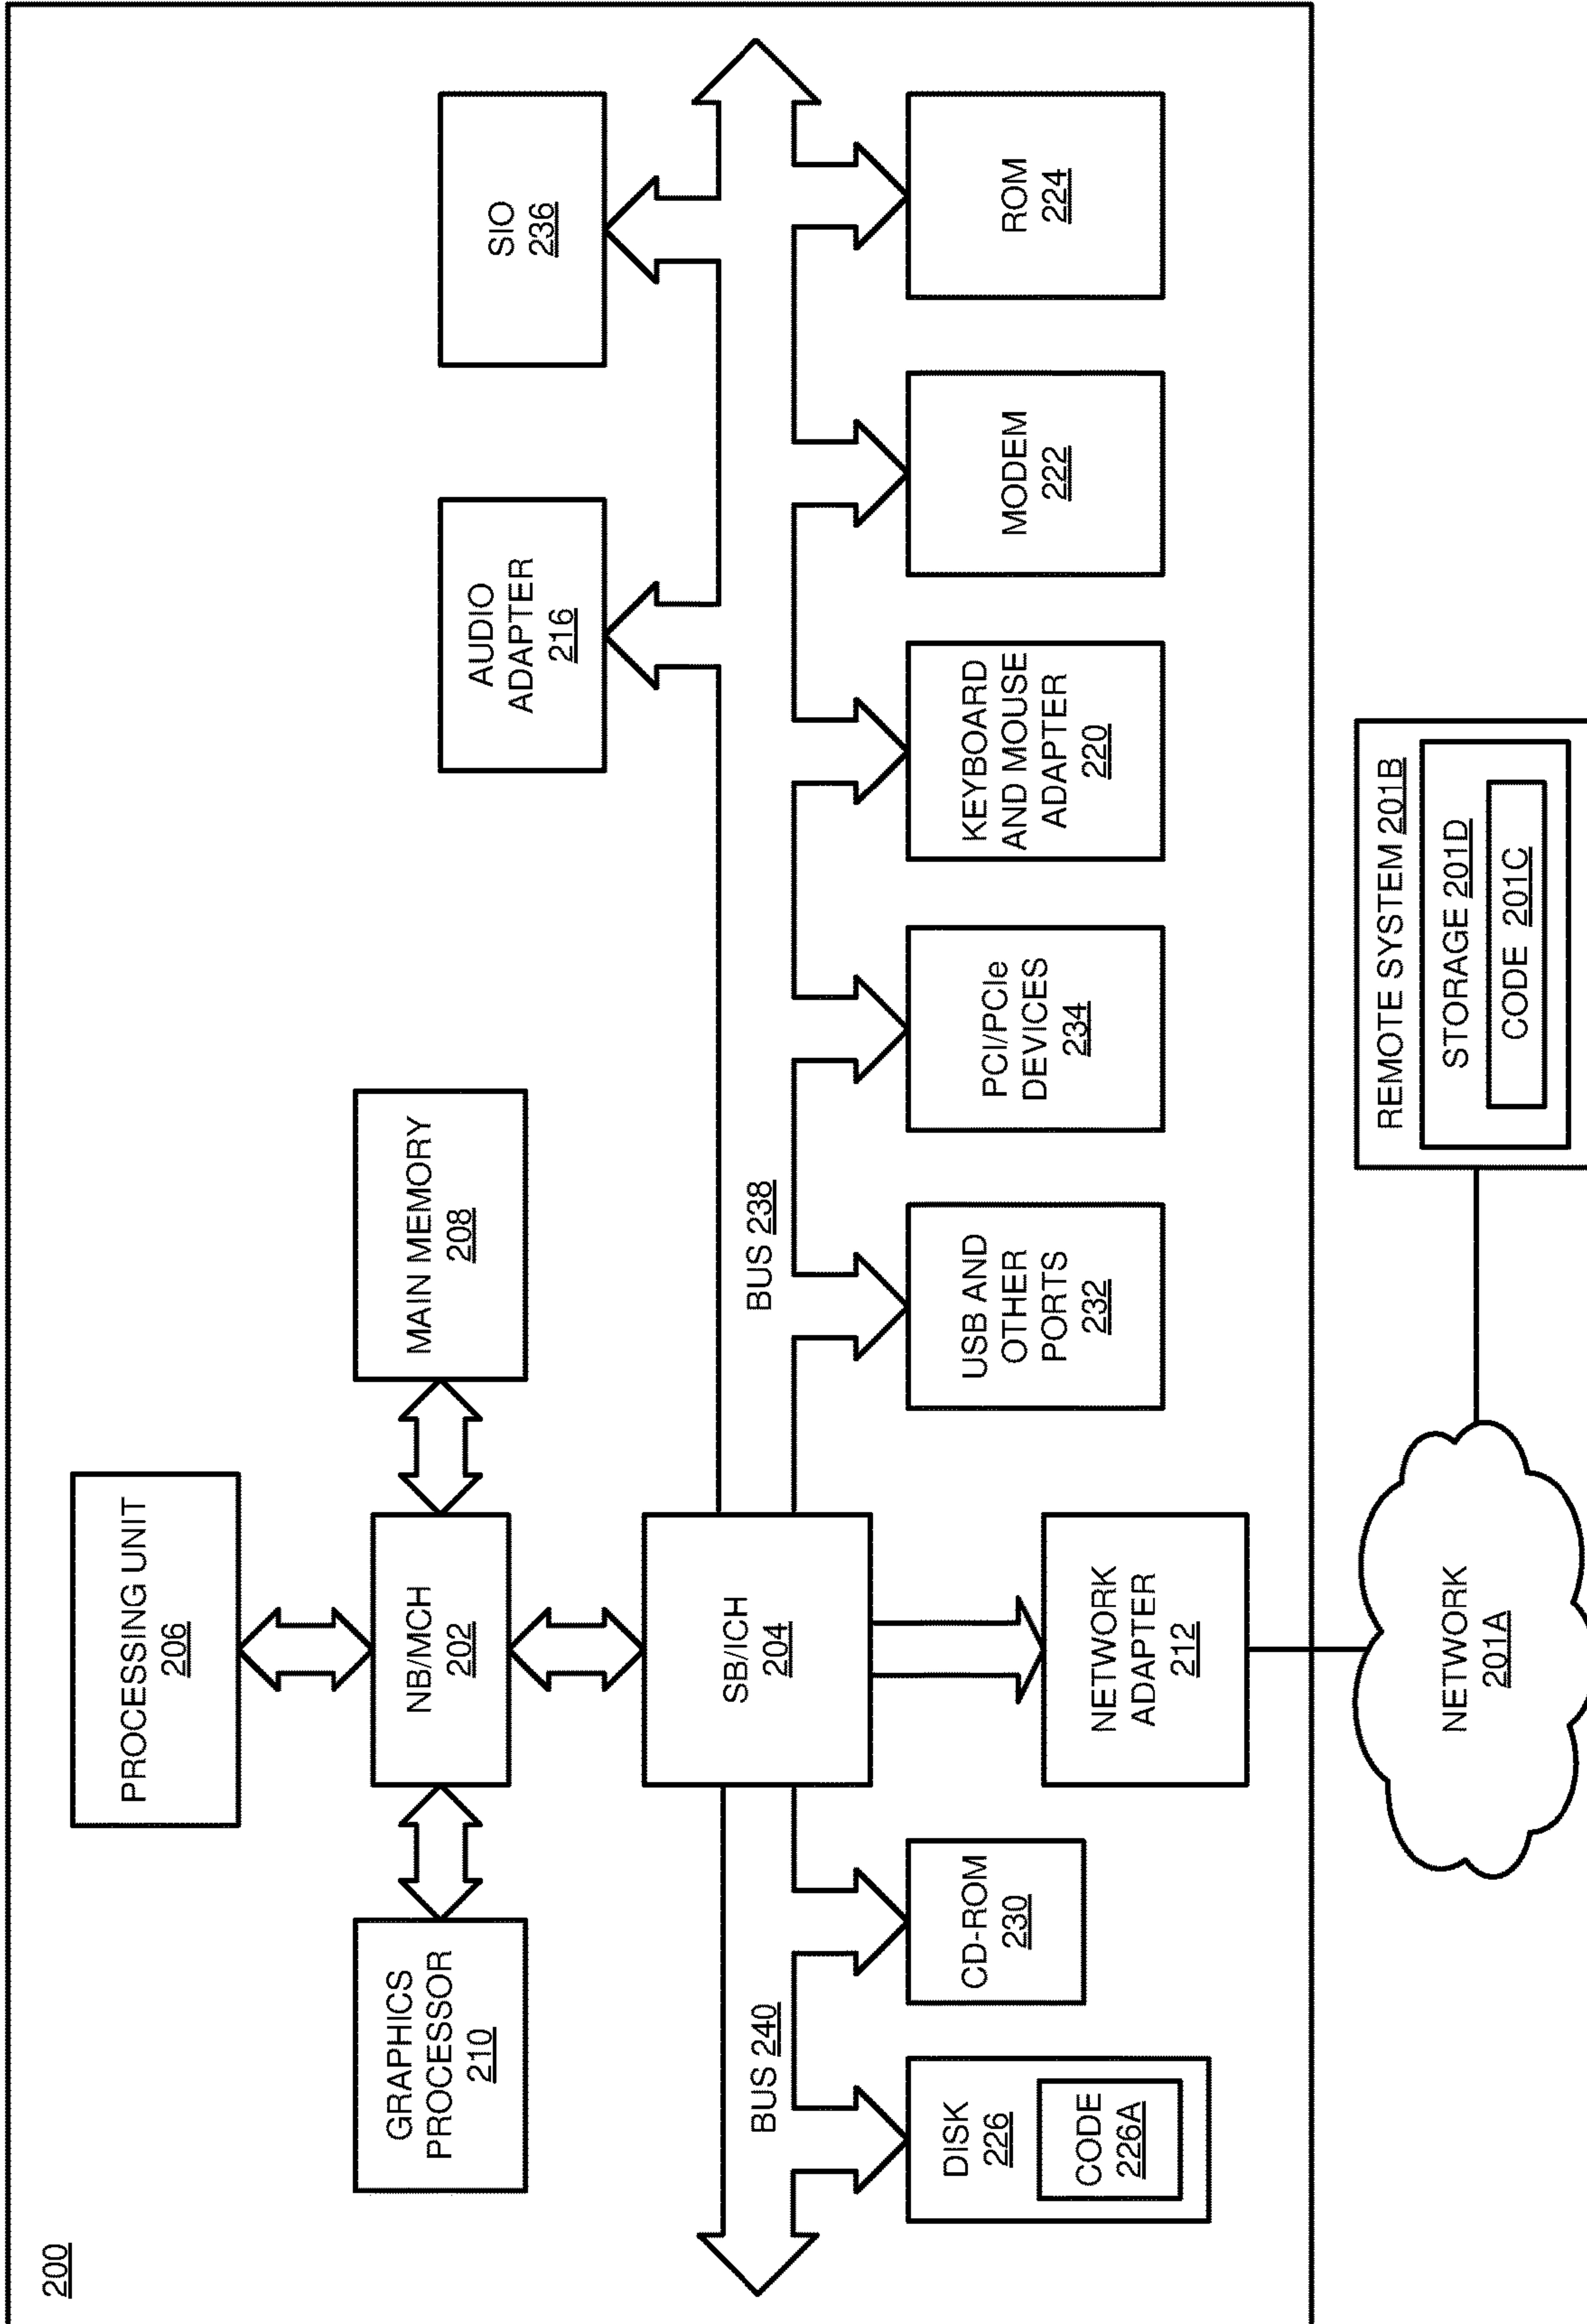 200
PROCESSING UNIT
206
GRAPHICS
PROCESSOR
210
NB/MCH
202
MAIN MEMORY
208
AUDIO
ADAPTER
216
SIO
236
SB/ICH
204
BUS 240
BUS 238
DISK
226
CODE
226A
CD-ROM
230
NETWORK
ADAPTER
212
USB AND
OTHER
PORTS
232
PCI/PCIe
DEVICES
234
KEYBOARD
AND MOUSE
ADAPTER
220
MODEM
222
ROM
224
NETWORK
201A
REMOTE SYSTEM 201B
STORAGE 201D
CODE 201C